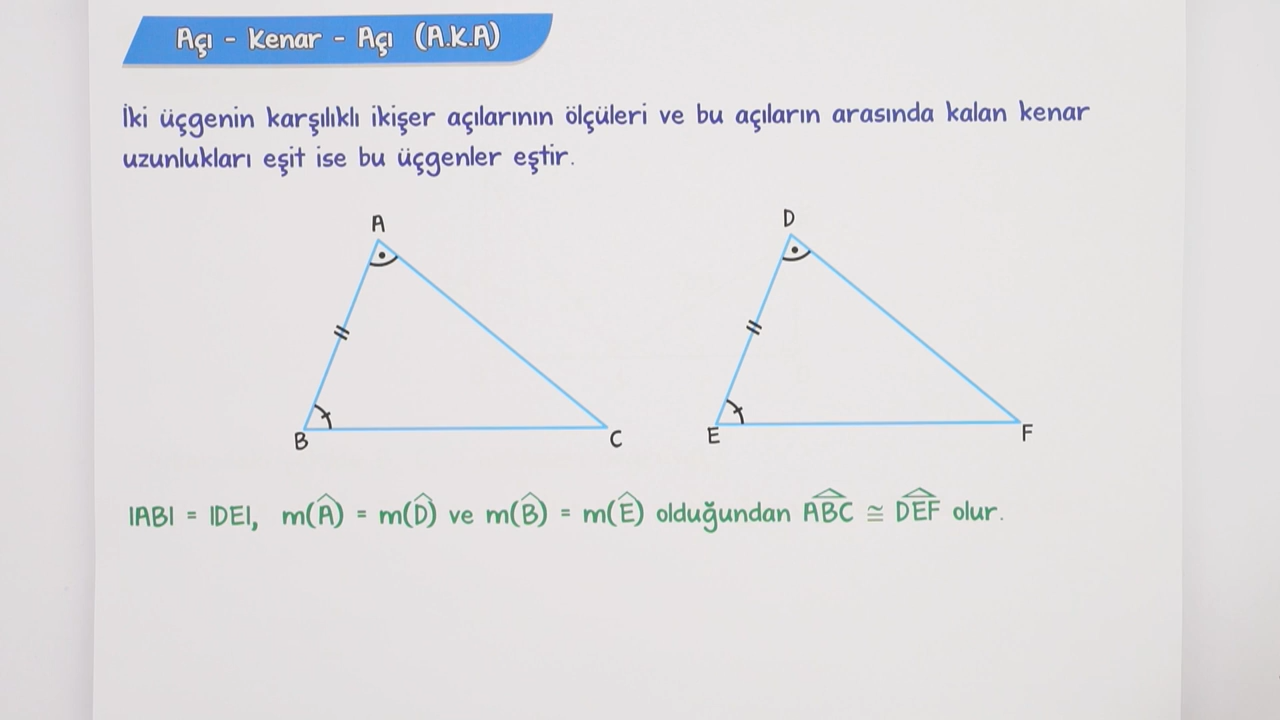 Açı - Kenar - Açı (A.K.A)
İki üçgenin karşılıklı ikişer açılarının ölçüleri ve bu açıların arasında kalan kenar
uzunlukları eşit ise bu üçgenler eştir.
A
D
B
C
E
F
|AB| = |DE|, m(Â) = m(D̂) ve m(B̂) = m(Ê) olduğundan ABC ≅ DEF olur.